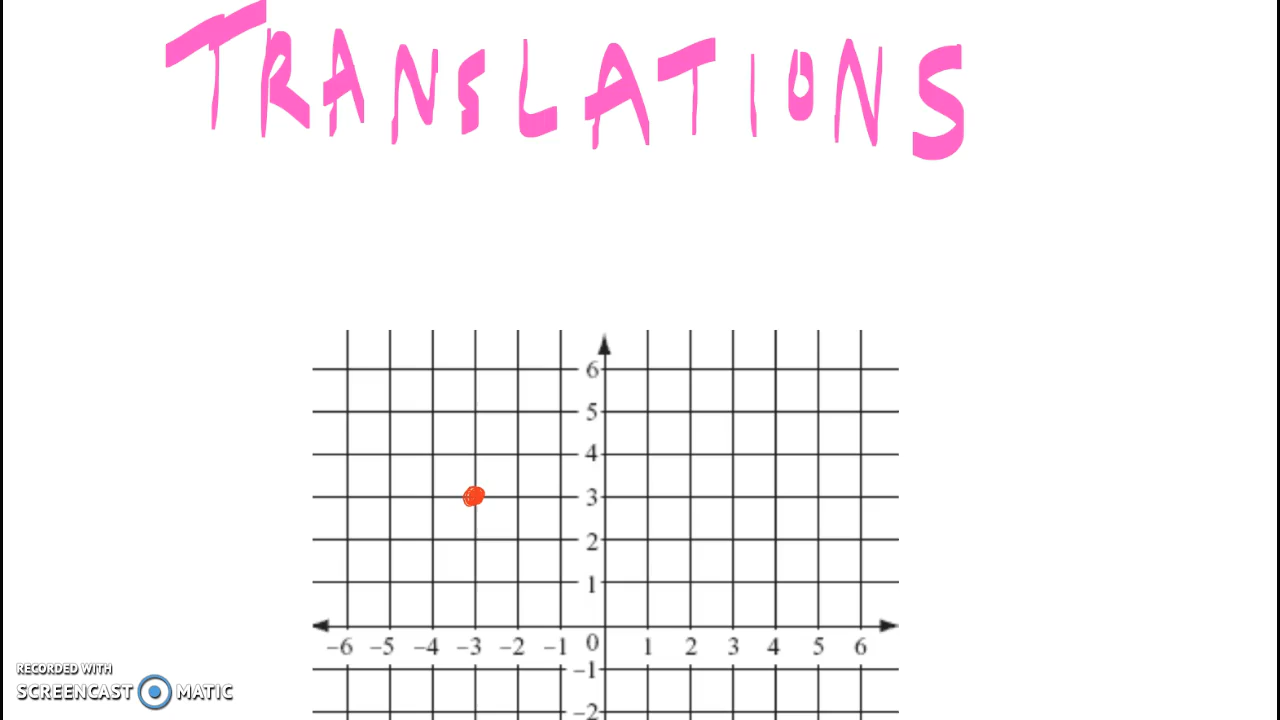 TRANSLATIONS
6
5
4
3
2
1
–6 –5 –4 –3 –2 –1 0 1 2 3 4 5 6
–1
–2
RECORDED WITH
SCREENCAST MATIC